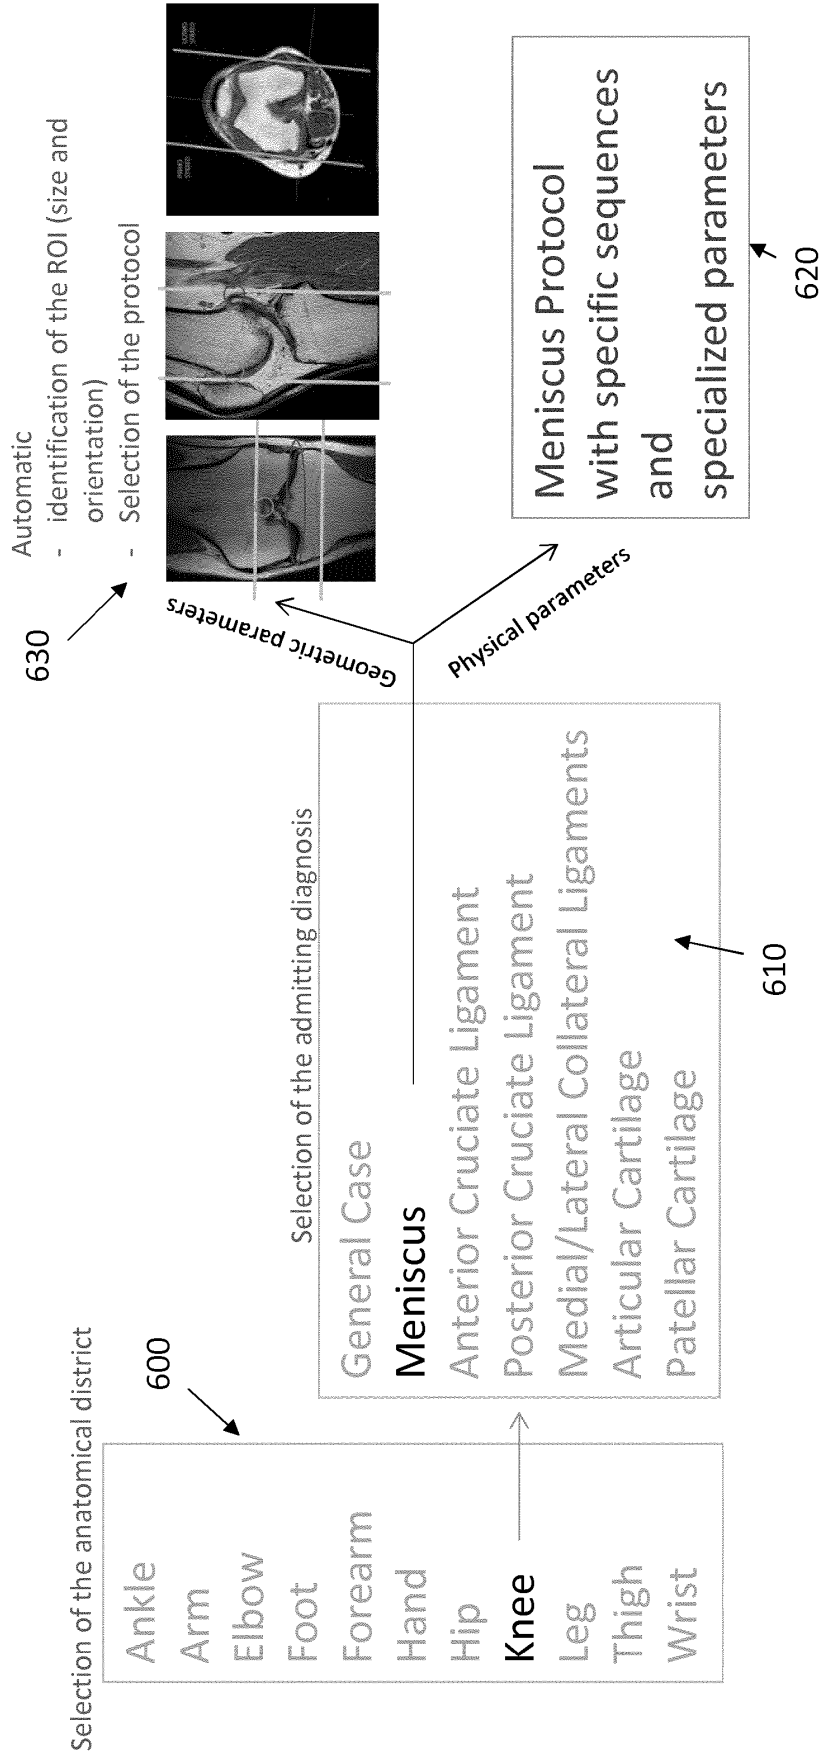 Selection of the anatomical district
600
Ankle
Arm
Elbow
Foot
Forearm
Hand
Hip
Knee
Leg
Thigh
Wrist
Selection of the admitting diagnosis
General Case
Meniscus
Anterior Cruciate Ligament
Posterior Cruciate Ligament
Medial/Lateral Collateral Ligaments
Articular Cartilage
Patellar Cartilage
610
630
Automatic
- identification of the ROI (size and
orientation)
- Selection of the protocol
Geometric parameters
Physical parameters
Meniscus Protocol
with specific sequences
and
specialized parameters
620